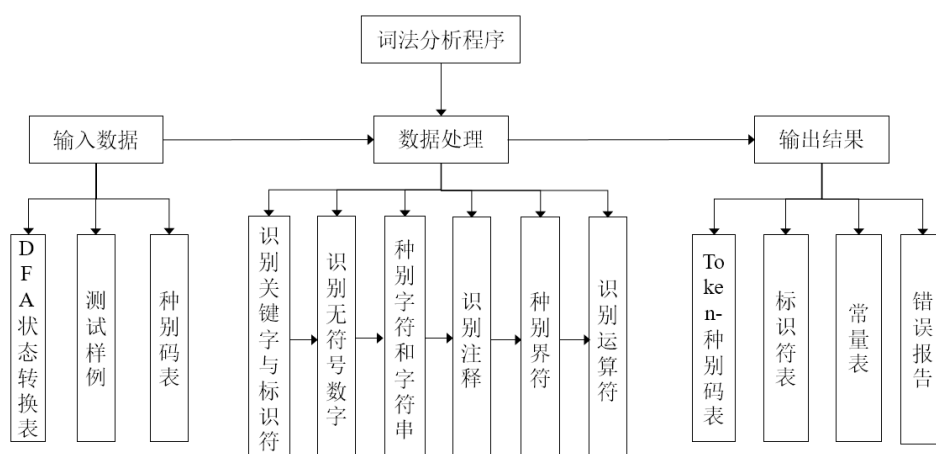 词法分析程序
输入数据
数据处理
输出结果
DFA状态转换表
测试样例
种别码表
识别关键字与标识符
识别无符号数字
种别字符和字符串
识别注释
种别界符
识别运算符
Token-种别码表
标识符表
常量表
错误报告